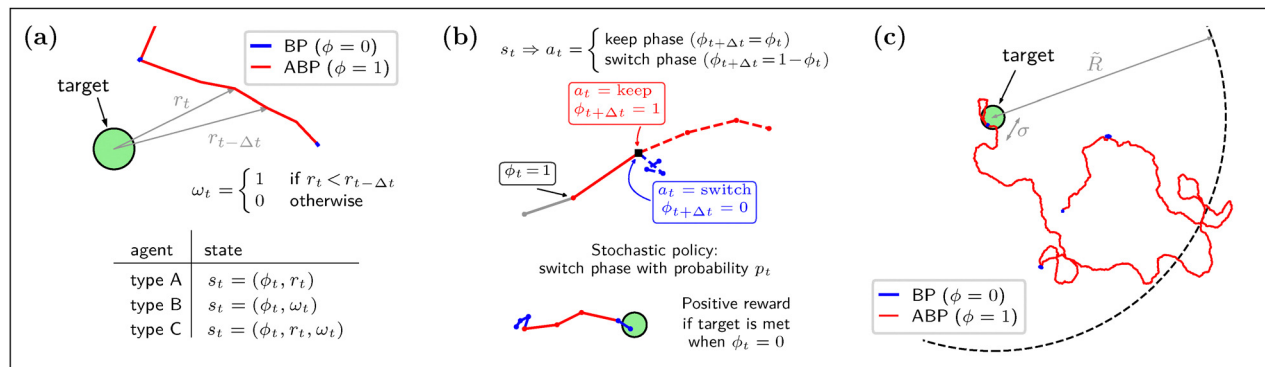 (a)
BP (ϕ = 0)
ABP (ϕ = 1)
target
r_t
r_{t−Δt}
ω_t = { 1 if r_t < r_{t−Δt}
0 otherwise
agent state
type A s_t = (ϕ_t, r_t)
type B s_t = (ϕ_t, ω_t)
type C s_t = (ϕ_t, r_t, ω_t)
(b)
s_t ⇒ a_t = { keep phase (ϕ_{t+Δt} = ϕ_t)
switch phase (ϕ_{t+Δt} = 1−ϕ_t)
a_t = keep
ϕ_{t+Δt} = 1
ϕ_t = 1
a_t = switch
ϕ_{t+Δt} = 0
Stochastic policy:
switch phase with probability p_t
Positive reward
if target is met
when ϕ_t = 0
(c)
target
R̃
σ
BP (ϕ = 0)
ABP (ϕ = 1)